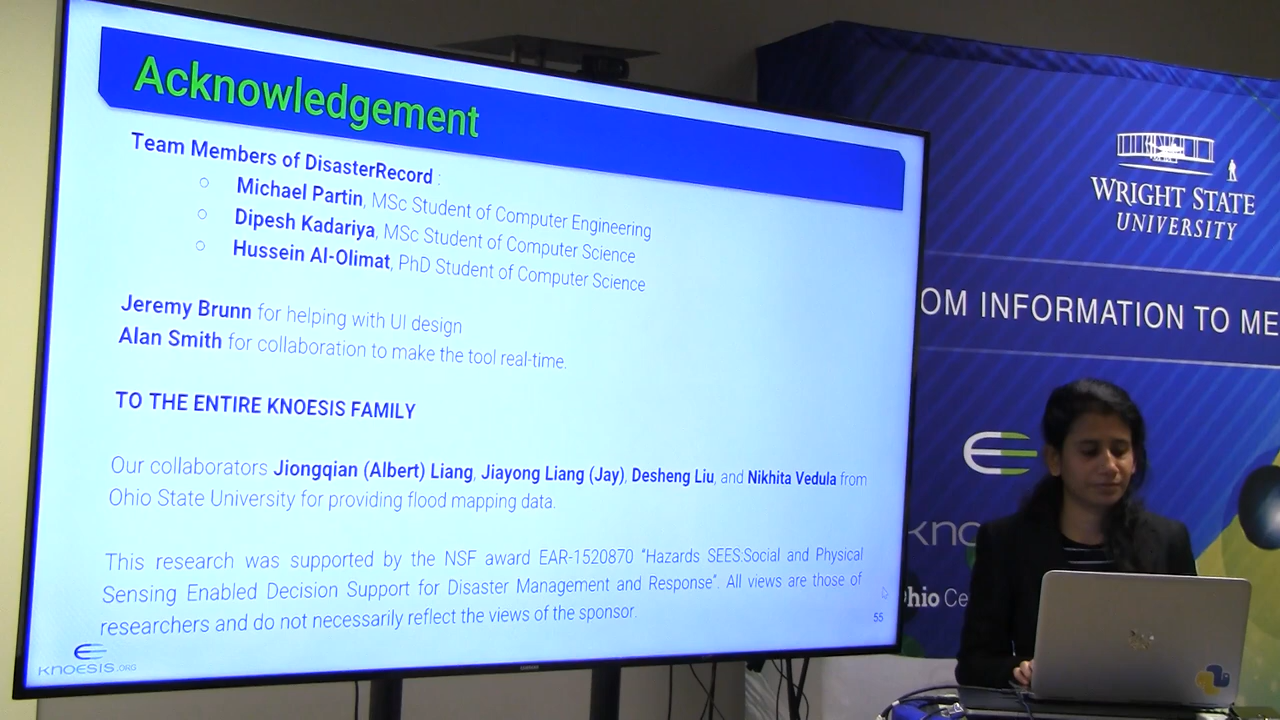 Acknowledgement
Team Members of DisasterRecord :
○ Michael Partin, MSc Student of Computer Engineering
○ Dipesh Kadariya, MSc Student of Computer Science
○ Hussein Al-Olimat, PhD Student of Computer Science
Jeremy Brunn for helping with UI design
Alan Smith for collaboration to make the tool real-time.
TO THE ENTIRE KNOESIS FAMILY
Our collaborators Jiongqian (Albert) Liang, Jiayong Liang (Jay), Desheng Liu, and Nikhita Vedula from
Ohio State University for providing flood mapping data.
This research was supported by the NSF award EAR-1520870 "Hazards SEES:Social and Physical
Sensing Enabled Decision Support for Disaster Management and Response". All views are those of
researchers and do not necessarily reflect the views of the sponsor.
55
KNOESIS.ORG
SAMSUNG
WRIGHT STATE
UNIVERSITY
OM INFORMATION TO ME
kno
Ohio Ce